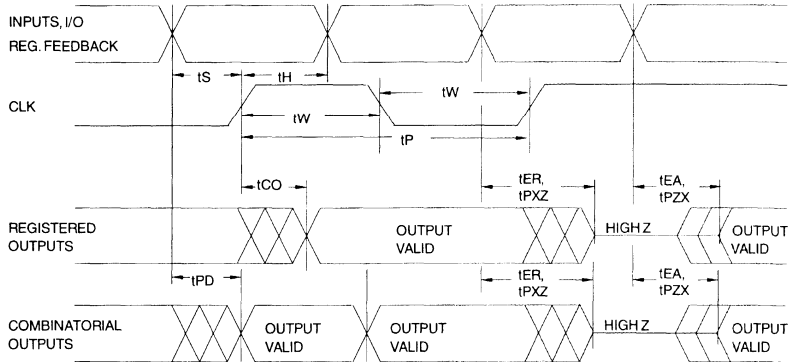 INPUTS, I/O
REG. FEEDBACK
tS
tH
CLK
tW
tW
tP
tCO
tER,
tPXZ
tEA,
tPZX
REGISTERED
OUTPUTS
OUTPUT
VALID
HIGH Z
OUTPUT
VALID
tPD
tER,
tPXZ
tEA,
tPZX
COMBINATORIAL
OUTPUTS
OUTPUT
VALID
OUTPUT
VALID
HIGH Z
OUTPUT
VALID